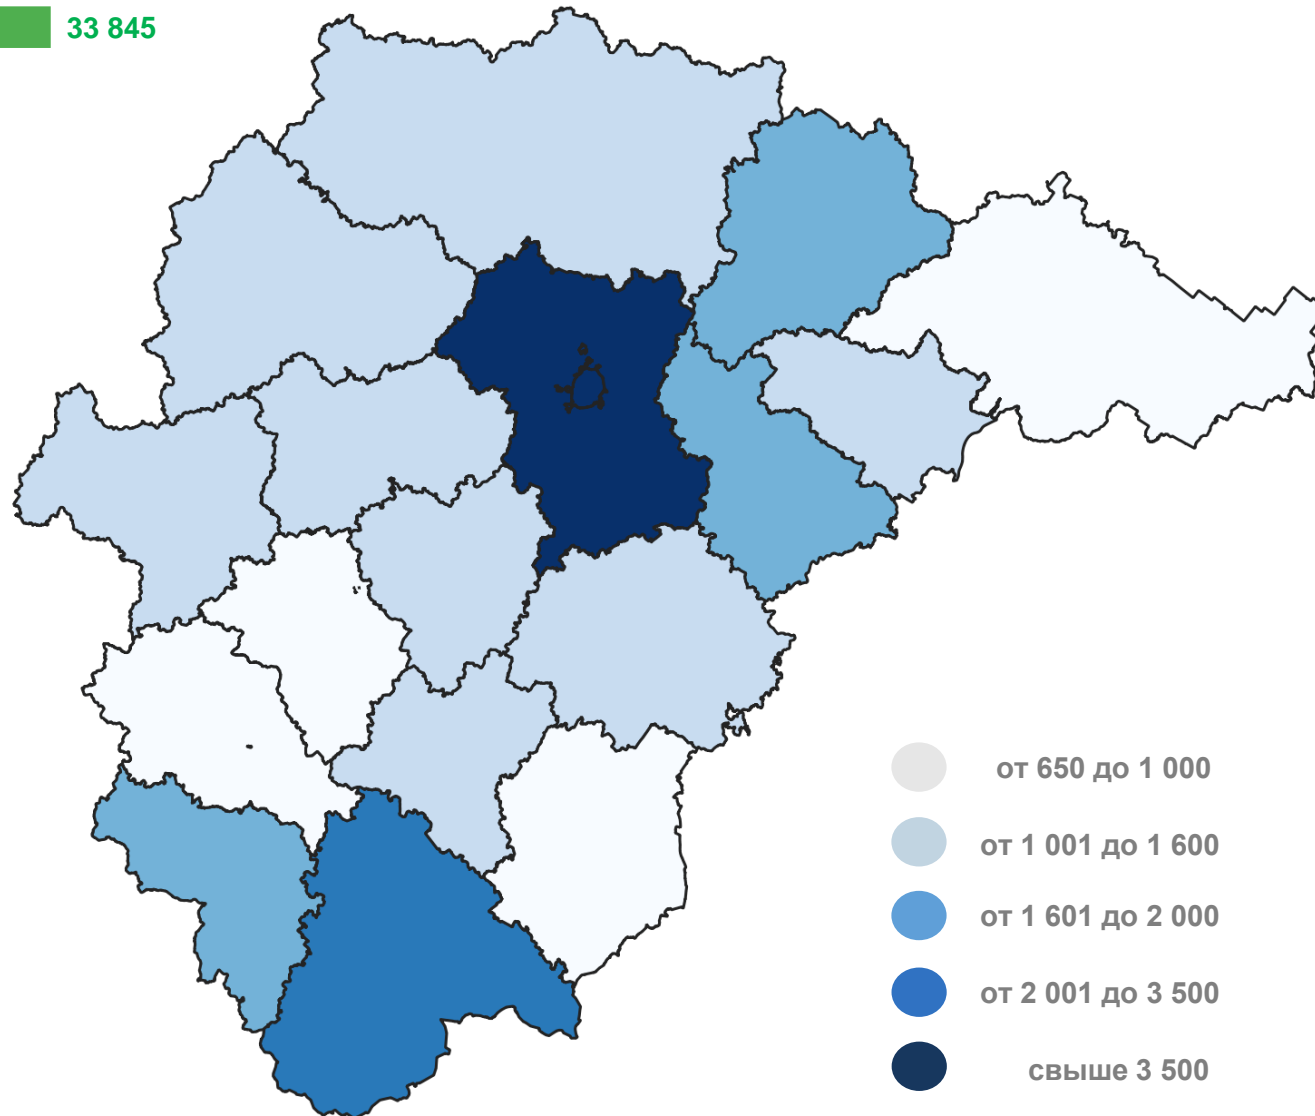 33 845
от 650 до 1 000
от 1 001 до 1 600
от 1 601 до 2 000
от 2 001 до 3 500
свыше 3 500